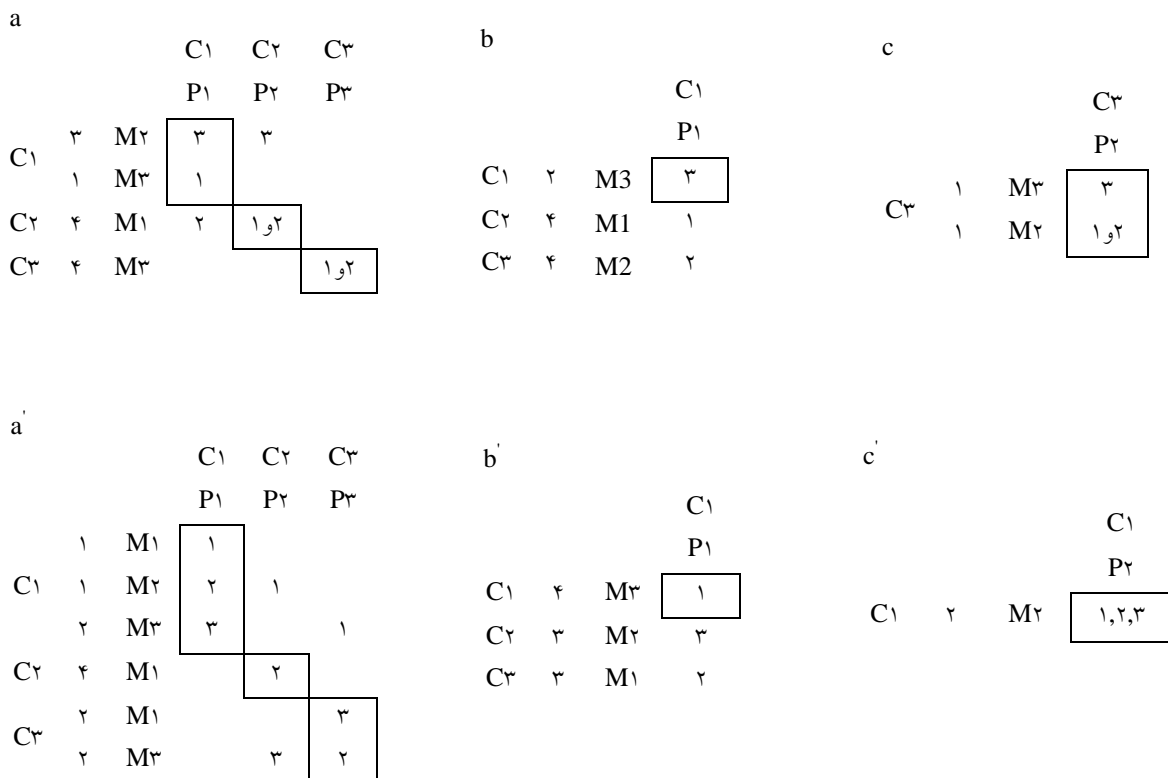 a
C۱ C۲ C۳
P۱ P۲ P۳
C۱
۳ M۲ ۳ ۳
۱ M۳ ۱
C۲ ۴ M۱ ۲ ۱و۲
C۳ ۴ M۳ ۱و۲
b
C۱
P۱
C۱ ۲ M3 ۳
C۲ ۴ M1 ۱
C۳ ۴ M2 ۲
c
C۳
P۲
C۳
۱ M۳ ۳
۱ M۲ ۱و۲
a'
C۱ C۲ C۳
P۱ P۲ P۳
۱ M۱ ۱
C۱ ۱ M۲ ۲ ۱
۲ M۳ ۳ ۱
C۲ ۴ M۱ ۲
C۳
۲ M۱ ۳
۲ M۳ ۳ ۲
b'
C۱
P۱
C۱ ۴ M۳ ۱
C۲ ۳ M۲ ۳
C۳ ۳ M۱ ۲
c'
C۱
P۲
C۱ ۲ M۲ ۱,۲,۳